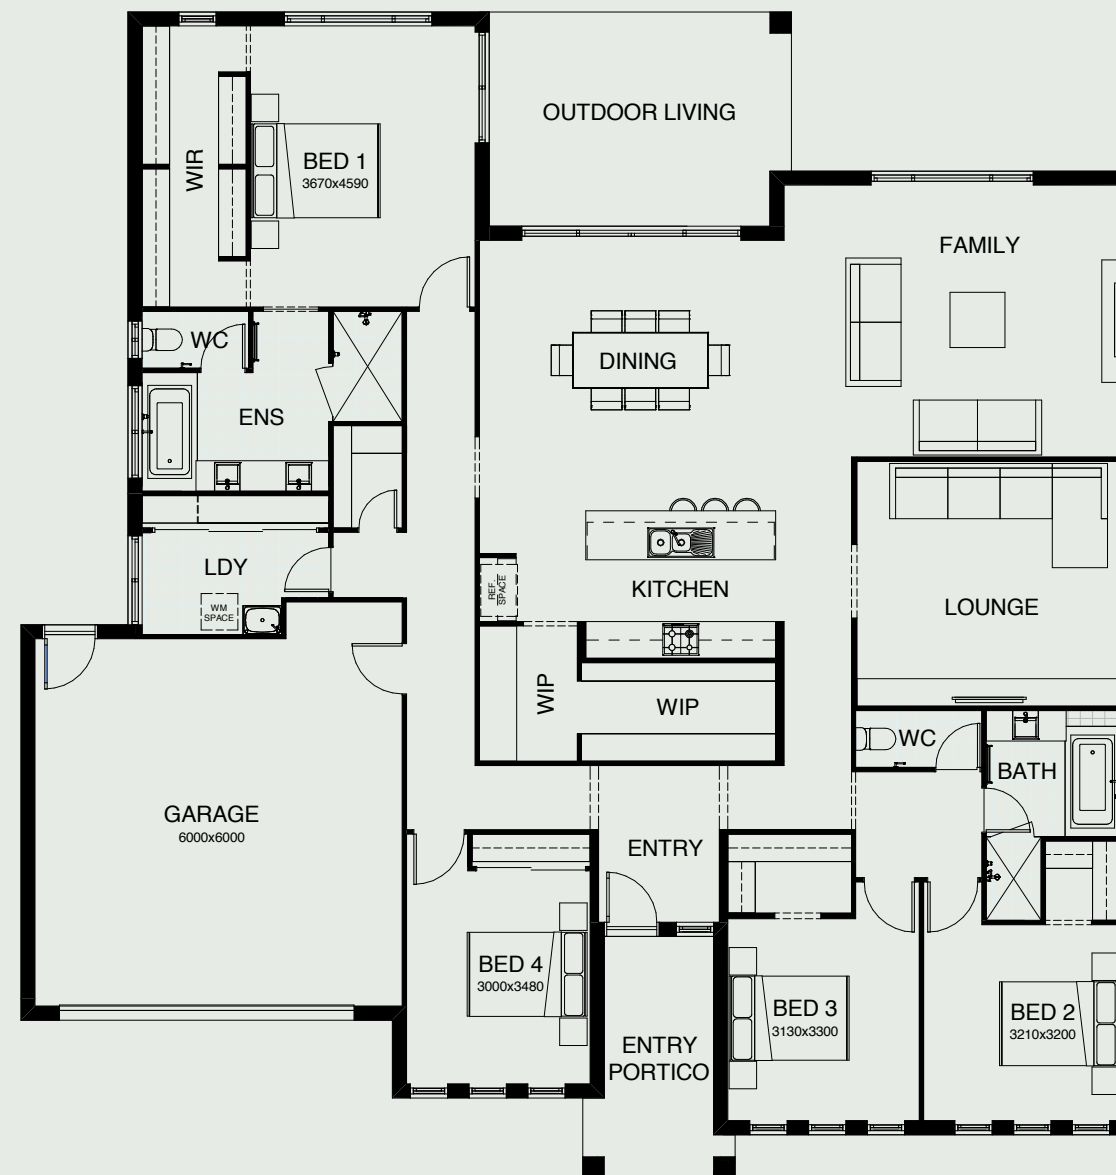 OUTDOOR LIVING
WIR
BED 1
3670x4590
FAMILY
WC
DINING
ENS
LDY
WM
SPACE
REF.
SPACE
KITCHEN
LOUNGE
WIP
WIP
WC
BATH
GARAGE
6000x6000
ENTRY
BED 4
3000x3480
BED 3
3130x3300
BED 2
3210x3200
ENTRY
PORTICO